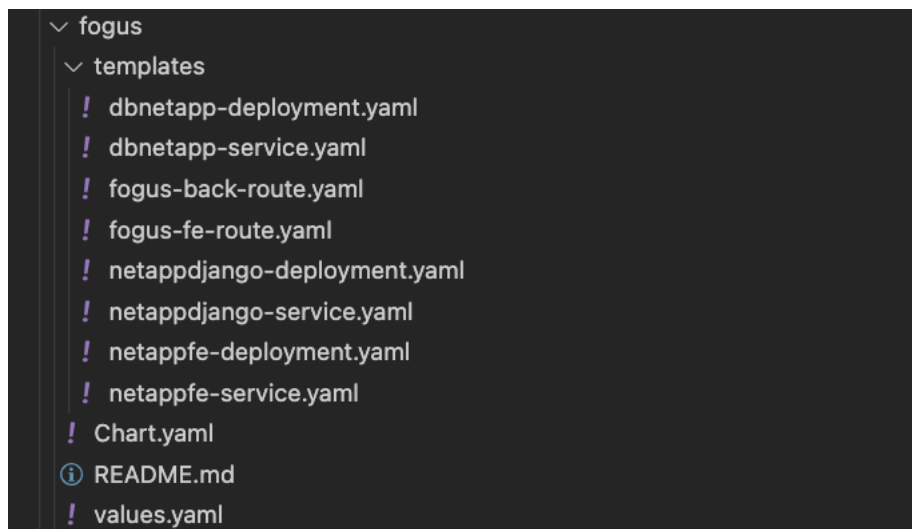 fogus
templates
! dbnetapp-deployment.yaml
! dbnetapp-service.yaml
! fogus-back-route.yaml
! fogus-fe-route.yaml
! netappdjango-deployment.yaml
! netappdjango-service.yaml
! netappfe-deployment.yaml
! netappfe-service.yaml
! Chart.yaml
README.md
! values.yaml